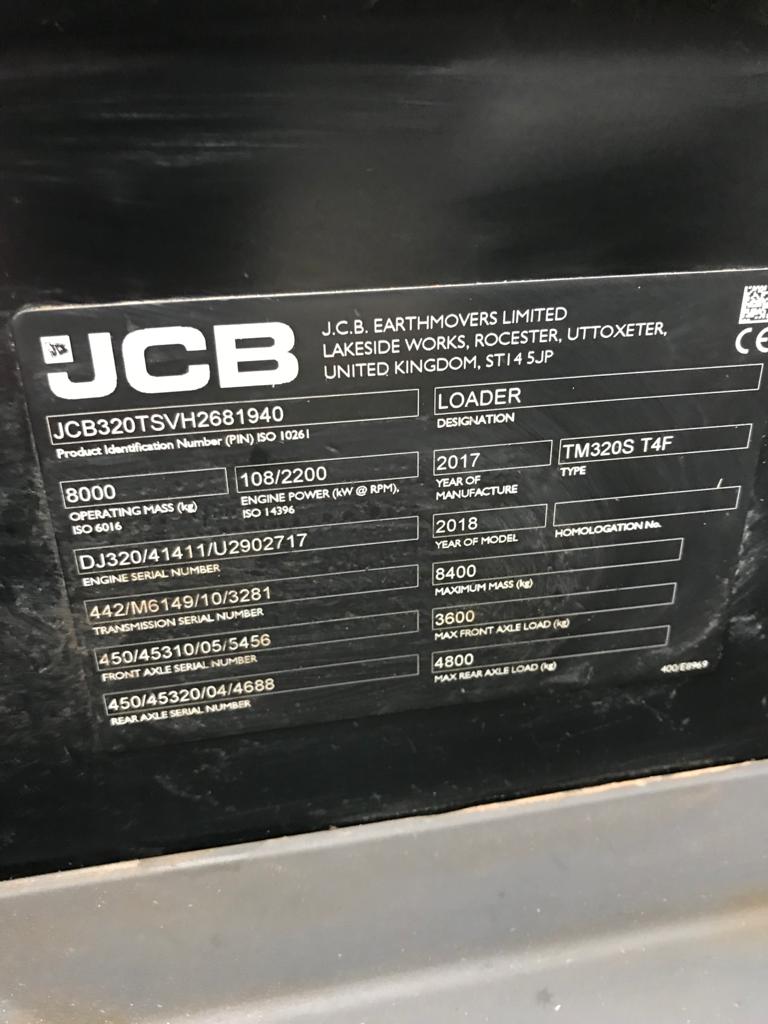 JCB
J.C.B. EARTHMOVERS LIMITED
LAKESIDE WORKS, ROCESTER, UTTOXETER,
UNITED KINGDOM, ST14 5JP
CE
JCB320TSVH2681940
Product Identification Number (PIN) ISO 10261
LOADER
DESIGNATION
8000
OPERATING MASS (kg)
ISO 6016
108/2200
ENGINE POWER (kW @ RPM),
ISO 14396
2017
YEAR OF
MANUFACTURE
TM320S T4F
TYPE
DJ320/41411/U2902717
ENGINE SERIAL NUMBER
2018
YEAR OF MODEL
HOMOLOGATION No.
442/M6149/10/3281
TRANSMISSION SERIAL NUMBER
8400
MAXIMUM MASS (kg)
450/45310/05/5456
FRONT AXLE SERIAL NUMBER
3600
MAX FRONT AXLE LOAD (kg)
450/45320/04/4688
REAR AXLE SERIAL NUMBER
4800
MAX REAR AXLE LOAD (kg)
400/E8969